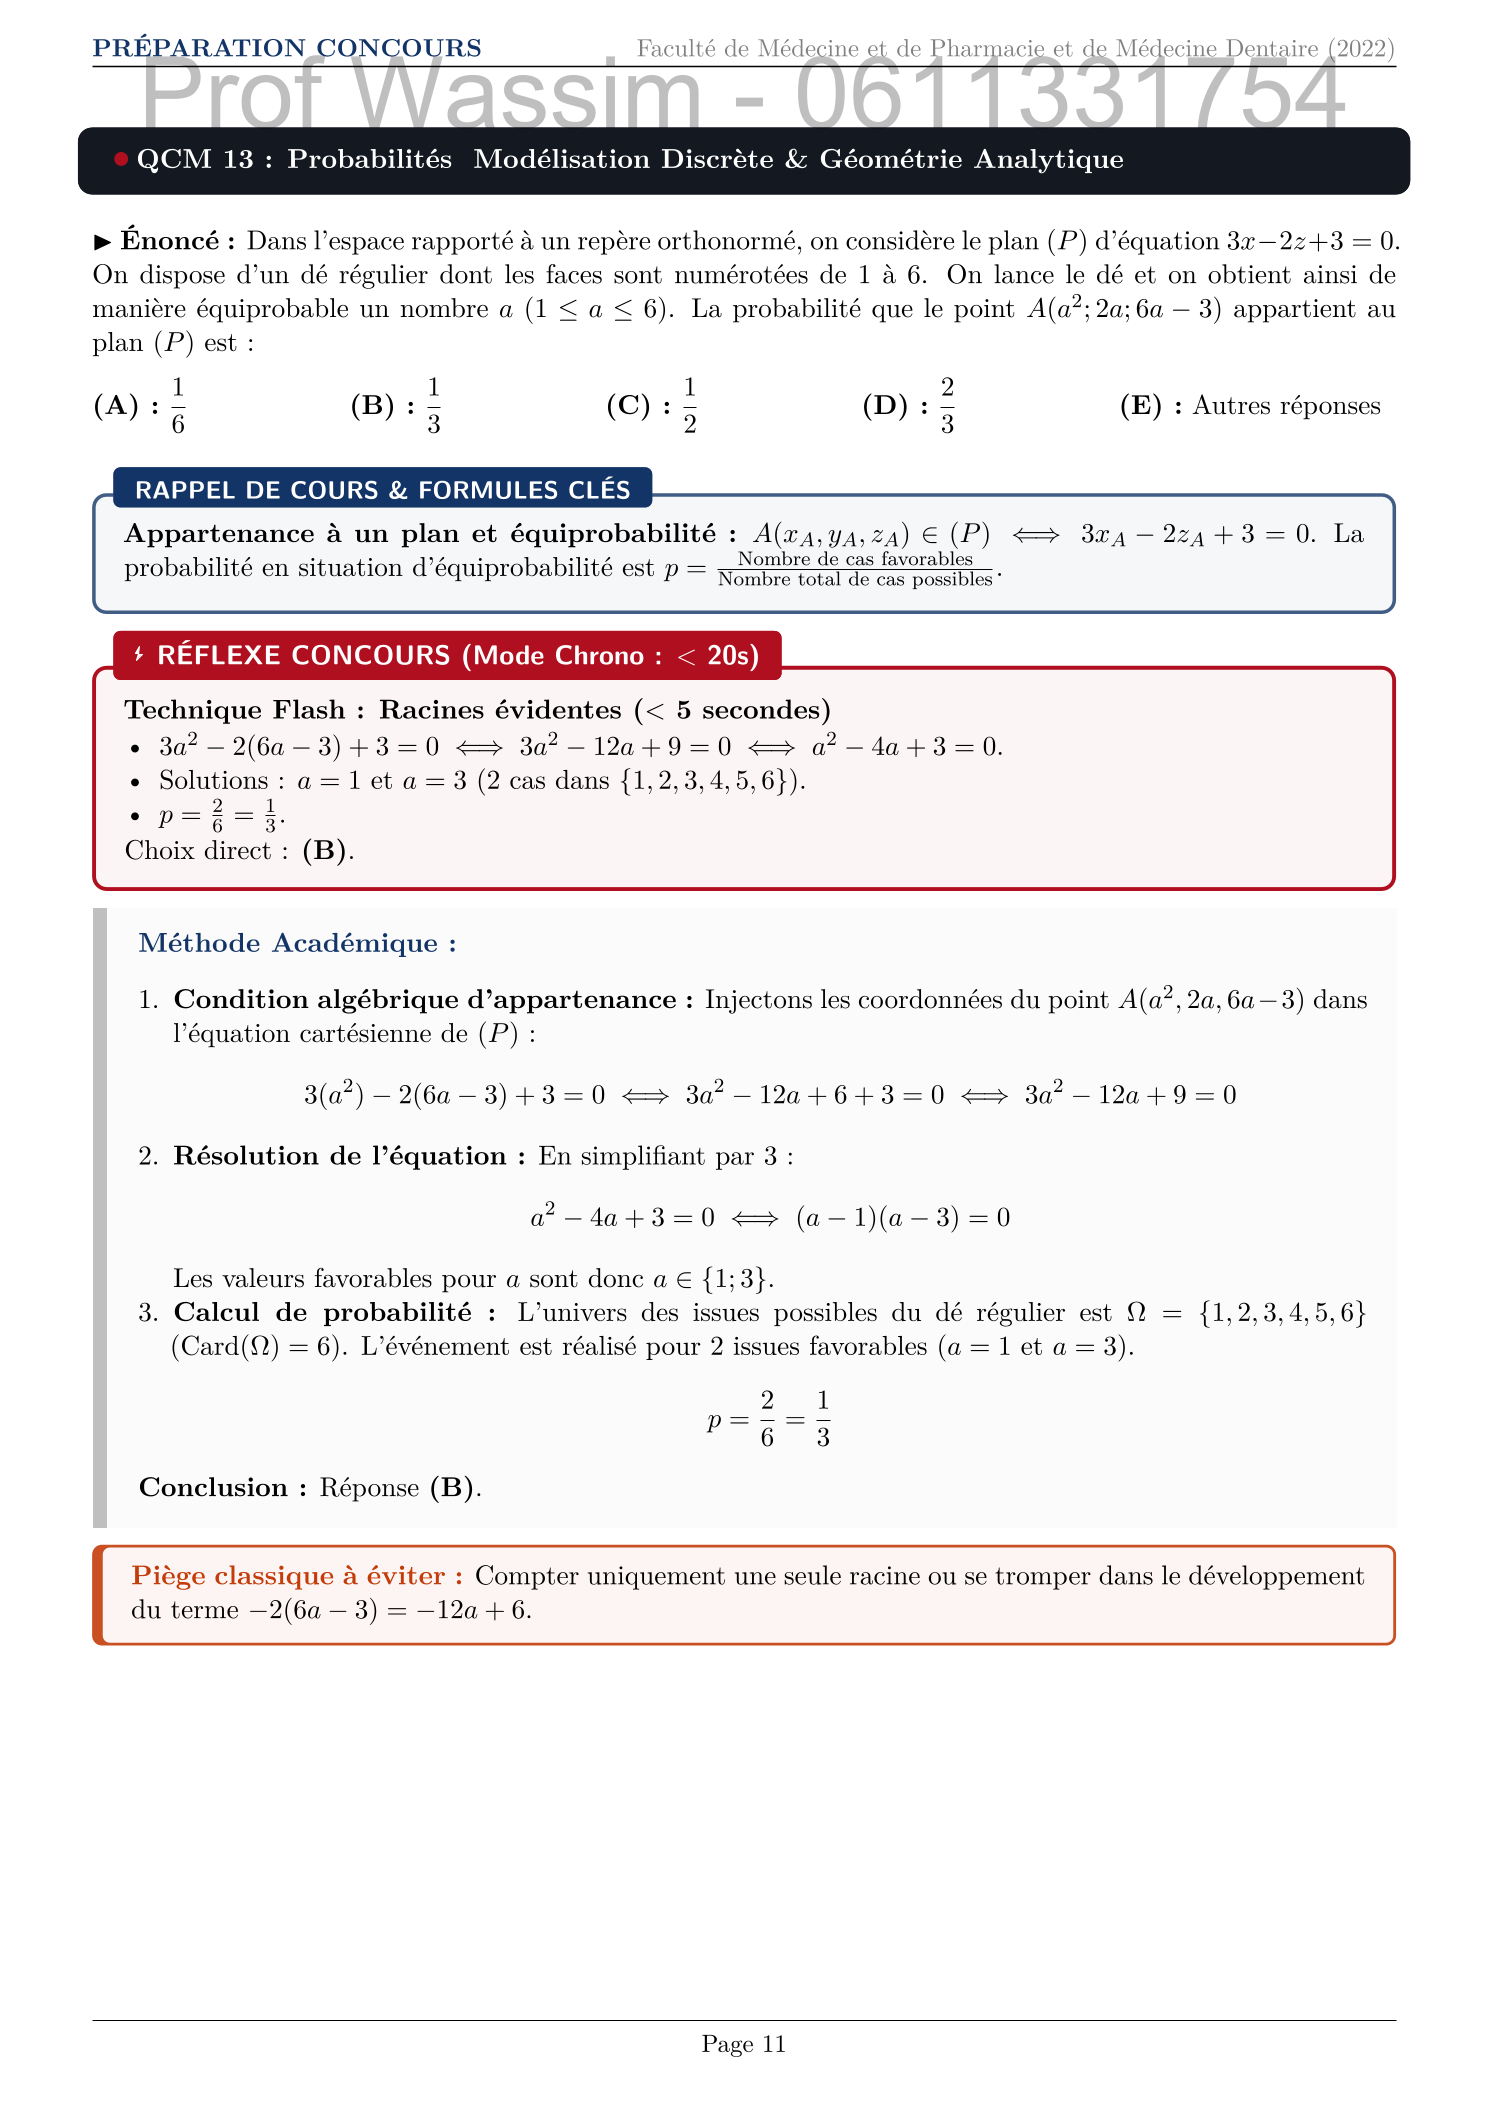 PRÉPARATION CONCOURS Faculté de Médecine et de Pharmacie et de Médecine Dentaire (2022)
Prof Wassim - 0611331754
• QCM 13 : Probabilités Modélisation Discrète & Géométrie Analytique
▶ Énoncé : Dans l'espace rapporté à un repère orthonormé, on considère le plan (P) d'équation 3x−2z+3 = 0.
On dispose d'un dé régulier dont les faces sont numérotées de 1 à 6. On lance le dé et on obtient ainsi de
manière équiprobable un nombre a (1 ≤ a ≤ 6). La probabilité que le point A(a²; 2a; 6a − 3) appartient au
plan (P) est :
(A) : 1/6 (B) : 1/3 (C) : 1/2 (D) : 2/3 (E) : Autres réponses
RAPPEL DE COURS & FORMULES CLÉS
Appartenance à un plan et équiprobabilité : A(x_A, y_A, z_A) ∈ (P) ⟺ 3x_A − 2z_A + 3 = 0. La
probabilité en situation d'équiprobabilité est p = Nombre de cas favorables/Nombre total de cas possibles.
⚡ RÉFLEXE CONCOURS (Mode Chrono : < 20s)
Technique Flash : Racines évidentes (< 5 secondes)
• 3a² − 2(6a − 3) + 3 = 0 ⟺ 3a² − 12a + 9 = 0 ⟺ a² − 4a + 3 = 0.
• Solutions : a = 1 et a = 3 (2 cas dans {1, 2, 3, 4, 5, 6}).
• p = 2/6 = 1/3.
Choix direct : (B).
Méthode Académique :
1. Condition algébrique d'appartenance : Injectons les coordonnées du point A(a², 2a, 6a−3) dans
l'équation cartésienne de (P) :
3(a²) − 2(6a − 3) + 3 = 0 ⟺ 3a² − 12a + 6 + 3 = 0 ⟺ 3a² − 12a + 9 = 0
2. Résolution de l'équation : En simplifiant par 3 :
a² − 4a + 3 = 0 ⟺ (a − 1)(a − 3) = 0
Les valeurs favorables pour a sont donc a ∈ {1; 3}.
3. Calcul de probabilité : L'univers des issues possibles du dé régulier est Ω = {1, 2, 3, 4, 5, 6}
(Card(Ω) = 6). L'événement est réalisé pour 2 issues favorables (a = 1 et a = 3).
p = 2/6 = 1/3
Conclusion : Réponse (B).
Piège classique à éviter : Compter uniquement une seule racine ou se tromper dans le développement
du terme −2(6a − 3) = −12a + 6.
Page 11